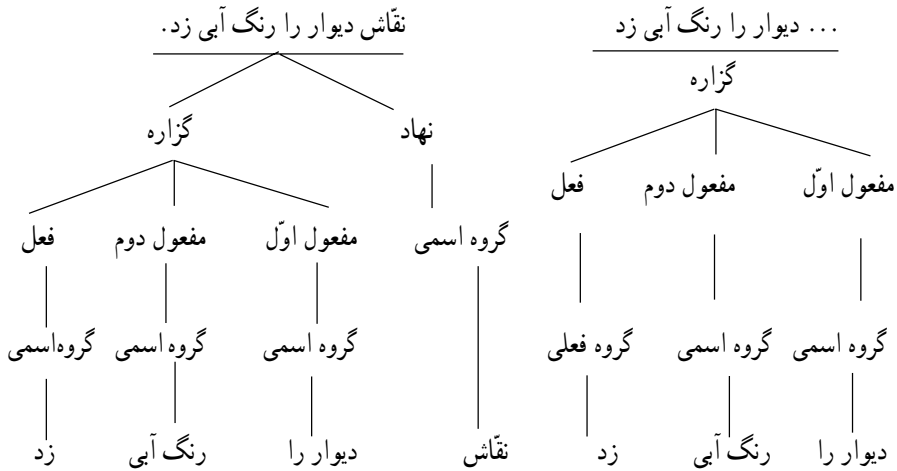 ... دیوار را رنگ آبی زد
گزاره
مفعول اوّل مفعول دوم فعل
گروه اسمی گروه اسمی گروه فعلی
دیوار را رنگ آبی زد
نقّاش دیوار را رنگ آبی زد.
نهاد گزاره
گروه اسمی مفعول اوّل مفعول دوم فعل
گروه اسمی گروه اسمی گروه‌اسمی
نقّاش دیوار را رنگ آبی زد